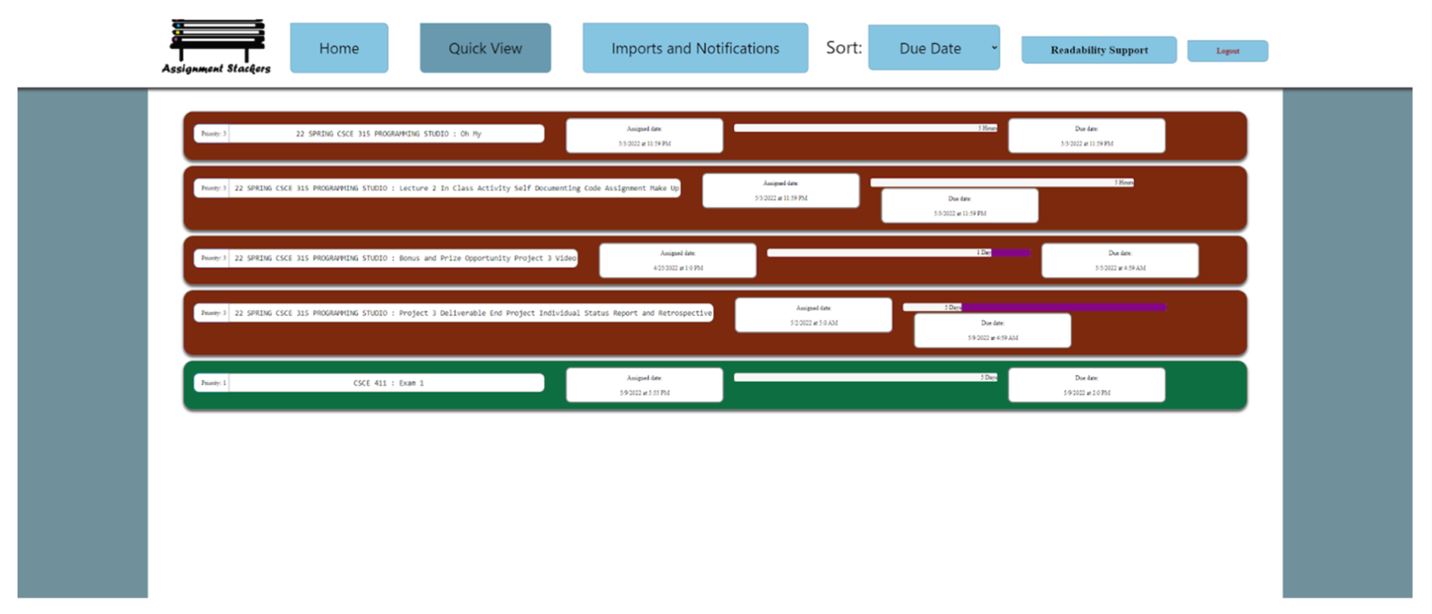 Assignment Stackers
Home
Quick View
Imports and Notifications
Sort:
Due Date
Readability Support
Logout
Priority: 3
22 SPRING CSCE 315 PROGRAMMING STUDIO : Oh My
Assigned date:
5/3/2022 at 11:59 PM
5 Hours
Due date:
5/3/2022 at 11:59 PM
Priority: 3
22 SPRING CSCE 315 PROGRAMMING STUDIO : Lecture 2 In Class Activity Self Documenting Code Assignment Make Up
Assigned date:
5/3/2022 at 11:59 PM
5 Hours
Due date:
5/3/2022 at 11:59 PM
Priority: 3
22 SPRING CSCE 315 PROGRAMMING STUDIO : Bonus and Prize Opportunity Project 3 Video
Assigned date:
4/25/2022 at 1:0 PM
1 Day
Due date:
5/5/2022 at 4:59 AM
Priority: 3
22 SPRING CSCE 315 PROGRAMMING STUDIO : Project 3 Deliverable End Project Individual Status Report and Retrospective
Assigned date:
5/2/2022 at 5:0 AM
5 Days
Due date:
5/9/2022 at 4:59 AM
Priority: 1
CSCE 411 : Exam 1
Assigned date:
5/9/2022 at 5:55 PM
5 Days
Due date:
5/9/2022 at 2:0 PM